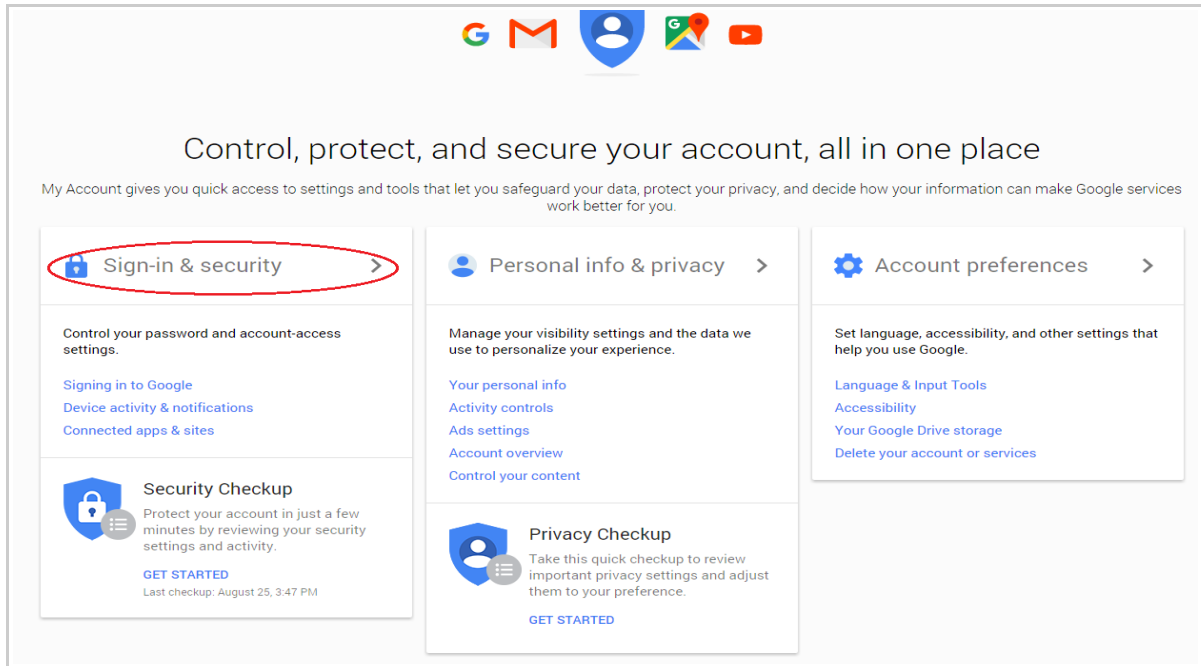 Control, protect, and secure your account, all in one place
My Account gives you quick access to settings and tools that let you safeguard your data, protect your privacy, and decide how your information can make Google services
work better for you.
Sign-in & security
Control your password and account-access
settings.
Signing in to Google
Device activity & notifications
Connected apps & sites
Security Checkup
Protect your account in just a few
minutes by reviewing your security
settings and activity.
GET STARTED
Last checkup: August 25, 3:47 PM
Personal info & privacy
Manage your visibility settings and the data we
use to personalize your experience.
Your personal info
Activity controls
Ads settings
Account overview
Control your content
Privacy Checkup
Take this quick checkup to review
important privacy settings and adjust
them to your preference.
GET STARTED
Account preferences
Set language, accessibility, and other settings that
help you use Google.
Language & Input Tools
Accessibility
Your Google Drive storage
Delete your account or services